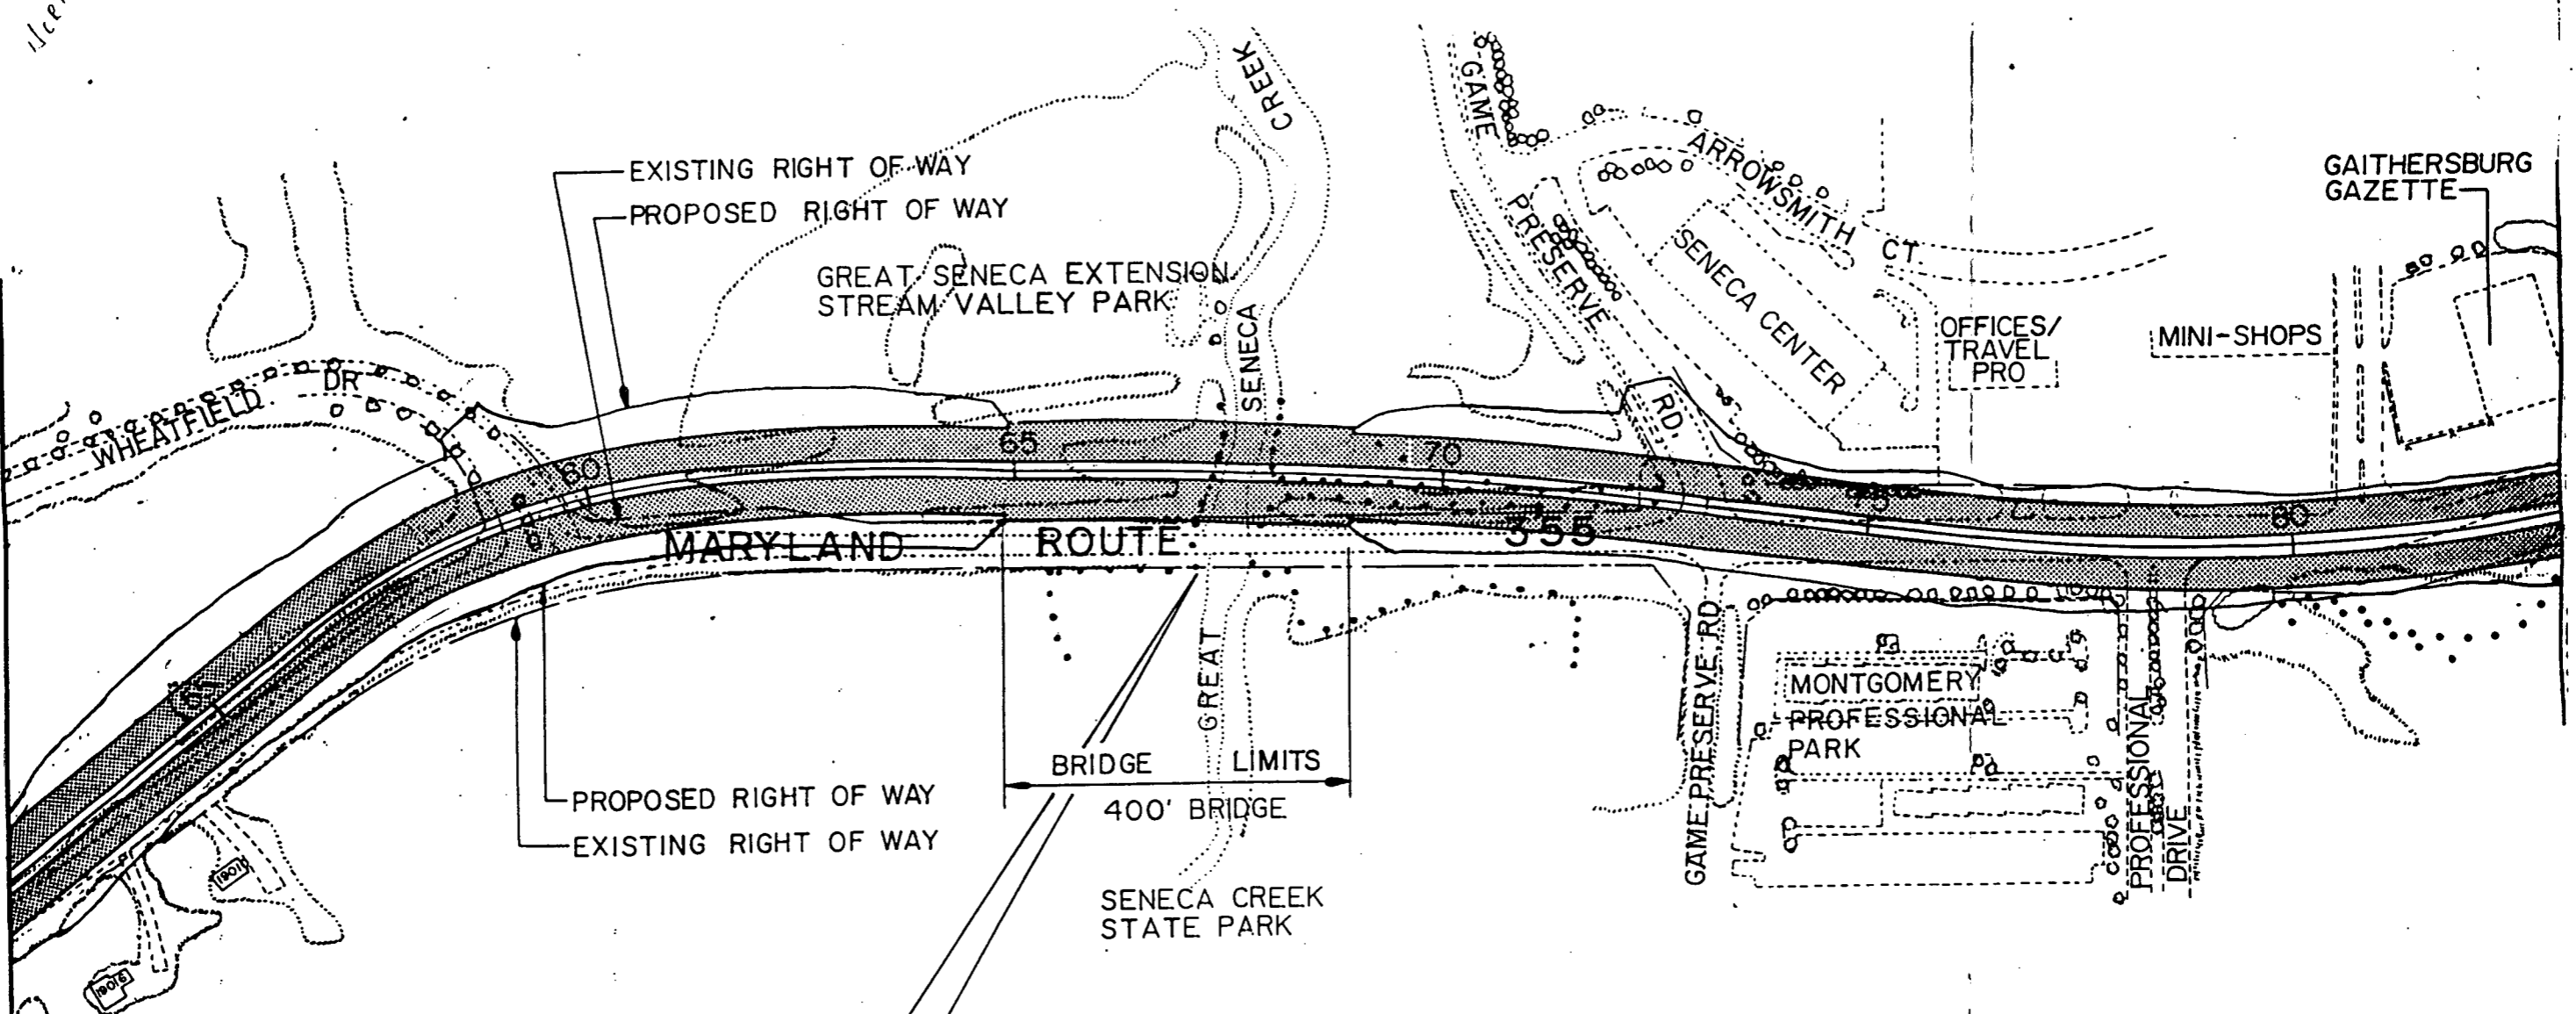 CREEK
GAME
ARROWSMITH CT.
GAITHERSBURG
GAZETTE
EXISTING RIGHT OF WAY
PROPOSED RIGHT OF WAY
PRESERVE
SENECA CENTER
GREAT SENECA EXTENSION
STREAM VALLEY PARK
SENECA
OFFICES/
TRAVEL
PRO
MINI-SHOPS
WHEATFIELD DR
RD.
60
65
70
80
MARYLAND ROUTE 355
GREAT
GAME PRESERVE RD
MONTGOMERY
PROFESSIONAL
PARK
PROFESSIONAL
DRIVE
BRIDGE LIMITS
400' BRIDGE
PROPOSED RIGHT OF WAY
EXISTING RIGHT OF WAY
19016
SENECA CREEK
STATE PARK